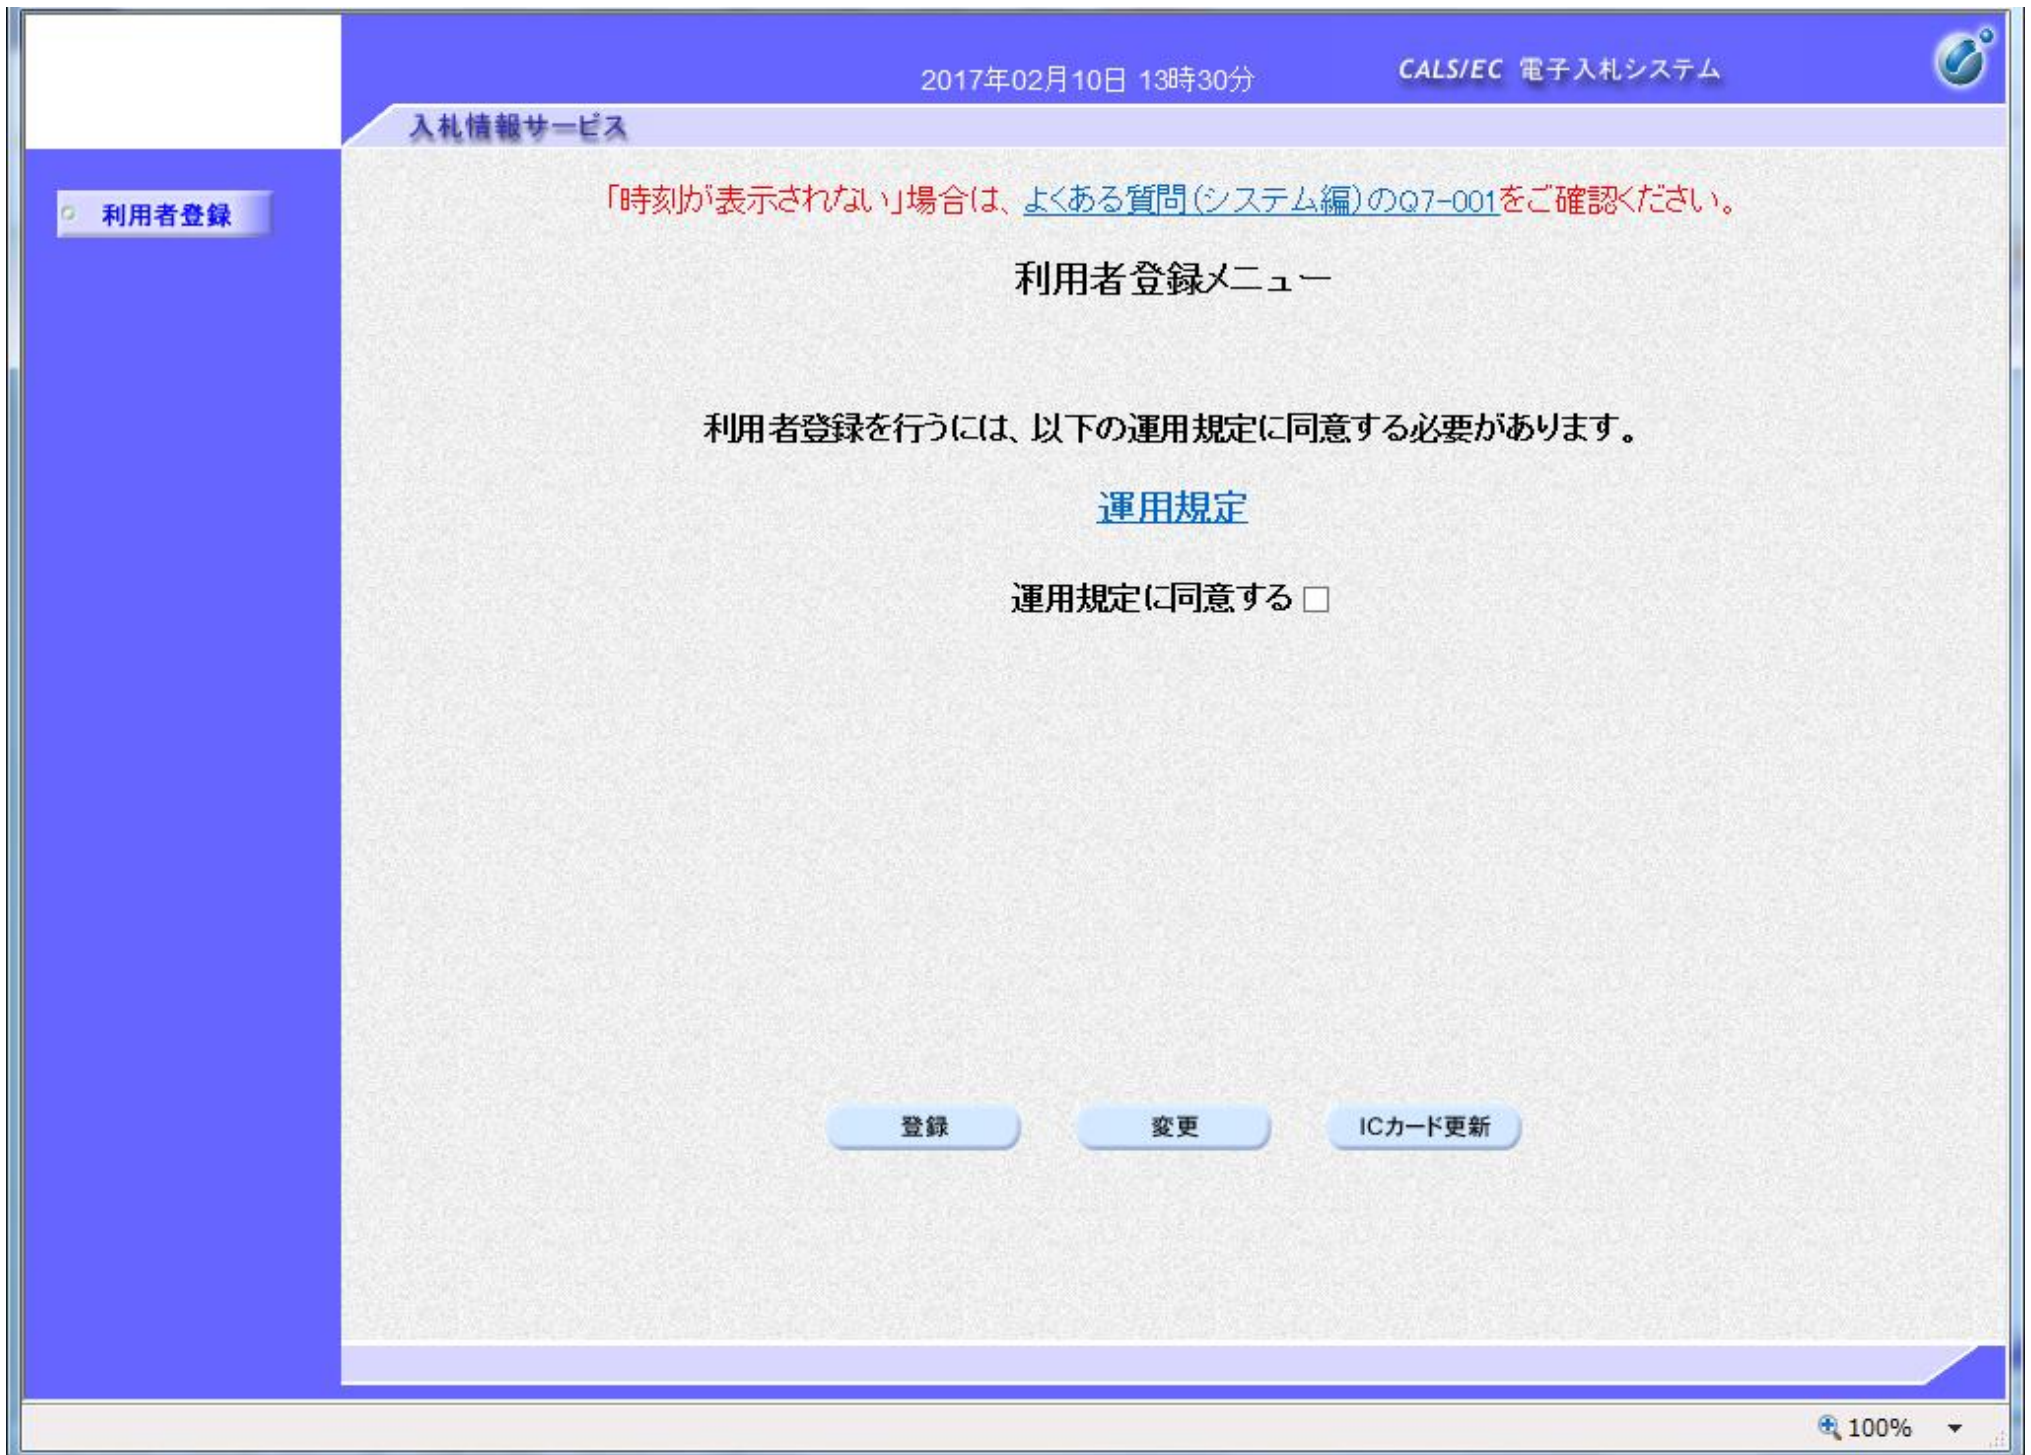 2017年02月10日 13時30分
CALS/EC 電子入札システム
入札情報サービス
利用者登録
「時刻が表示されない」場合は、よくある質問(システム編)のQ7-001をご確認ください。
利用者登録メニュー
利用者登録を行うには、以下の運用規定に同意する必要があります。
運用規定
運用規定に同意する
登録 変更 ICカード更新
100%